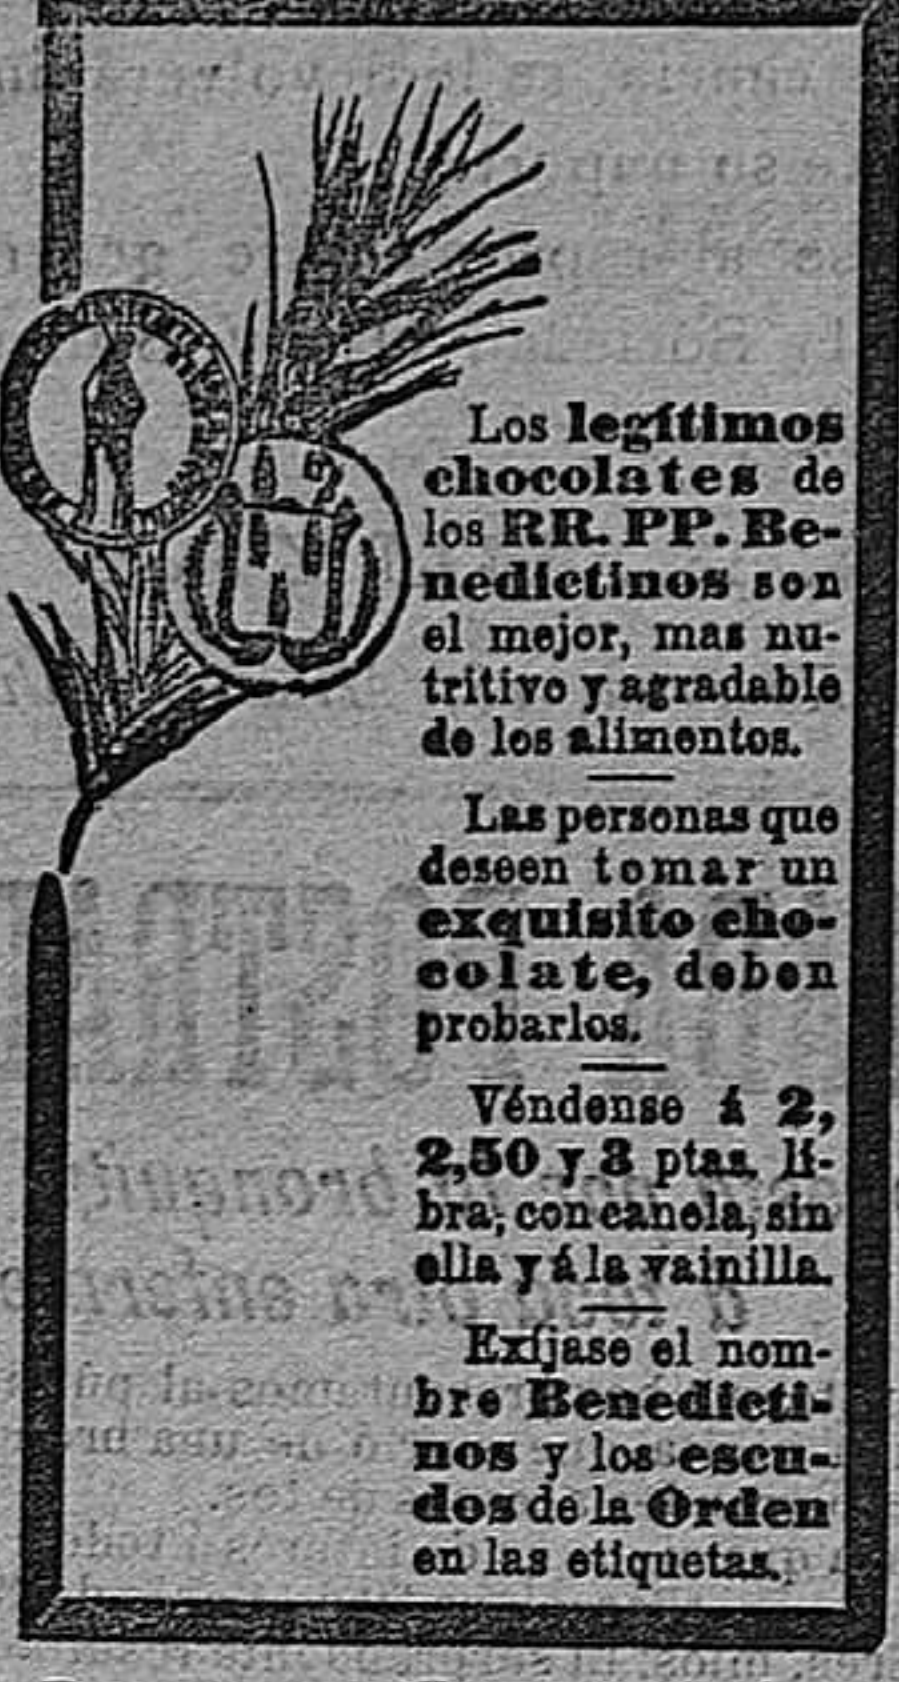 Los legítimos
chocolates de
los RR. PP. Be-
nedictinos son
el mejor, mas nu-
tritivo y agradable
de los alimentos.
Las personas que
deseen tomar un
exquisito cho-
colate, deben
probarlos.
Véndense á 2,
2,50 y 3 ptas. li-
bra, con canela, sin
ella y á la vainilla.
Exíjase el nom-
bre Benedicti-
nos y los escu-
dos de la Orden
en las etiquetas.